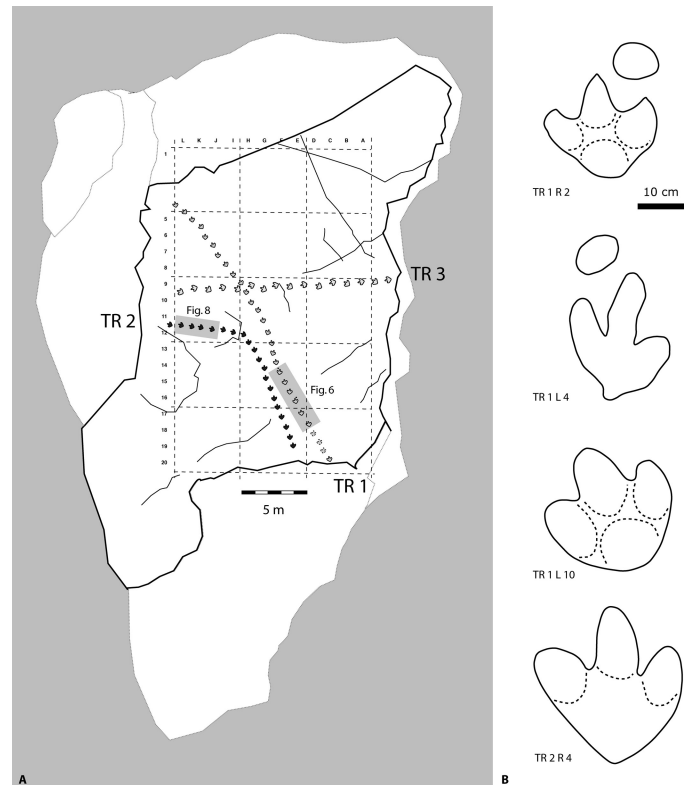 L K J I H G F E D C B A
1
5
6
7
8
9
10
11
12
13
14
15
16
17
18
19
20
TR 3
Fig. 8
TR 2
Fig. 6
TR 1
5 m
A
TR 1 R 2
10 cm
TR 1 L 4
TR 1 L 10
TR 2 R 4
B